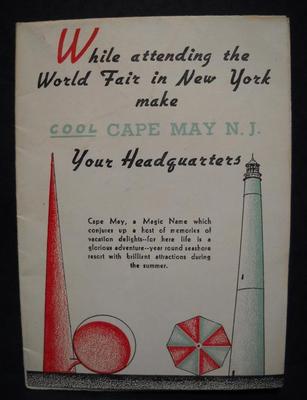 While attending the
World Fair in New York
make
COOL CAPE MAY N. J.
Your Headquarters
Cape May, a Magic Name which
conjures up a host of memories of
vacation delights--for here life is a
glorious adventure--year round seashore
resort with brilliant attractions during
the summer.